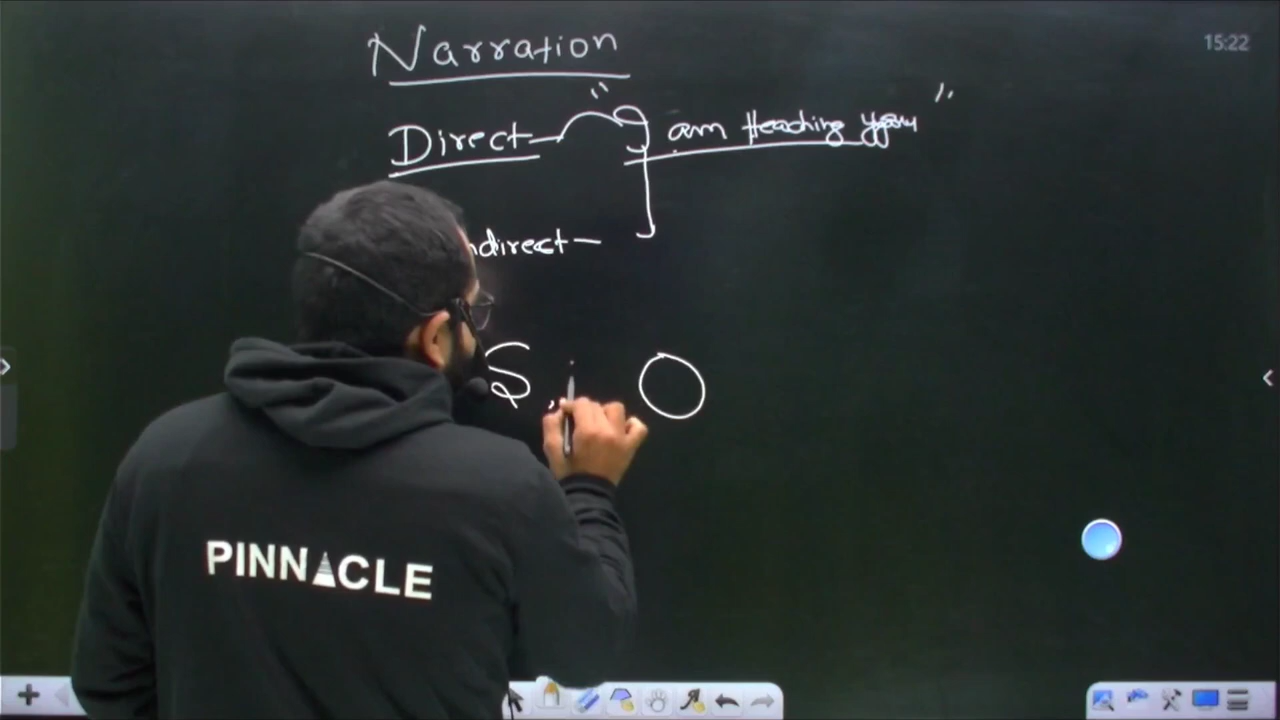 15:22
Narration
Direct — " I am teaching you "
ndirect —
S O
PINNACLE